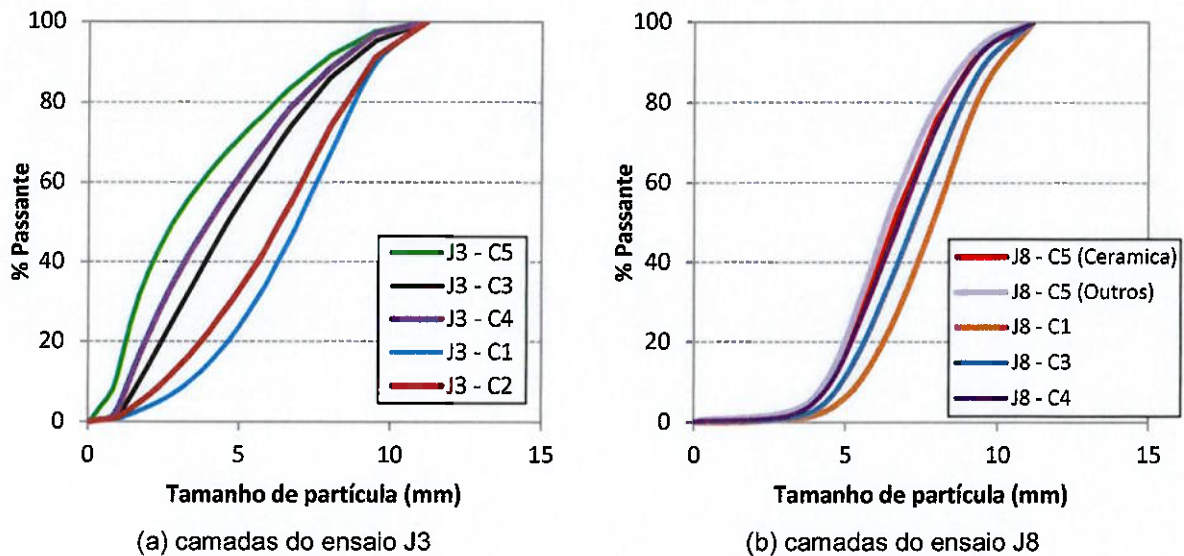 100
80
60
40
20
0
% Passante
0
5
10
15
Tamanho de partícula (mm)
J3 - C5
J3 - C3
J3 - C4
J3 - C1
J3 - C2
(a) camadas do ensaio J3
100
80
60
40
20
0
% Passante
0
5
10
15
Tamanho de partícula (mm)
J8 - C5 (Ceramica)
J8 - C5 (Outros)
J8 - C1
J8 - C3
J8 - C4
(b) camadas do ensaio J8